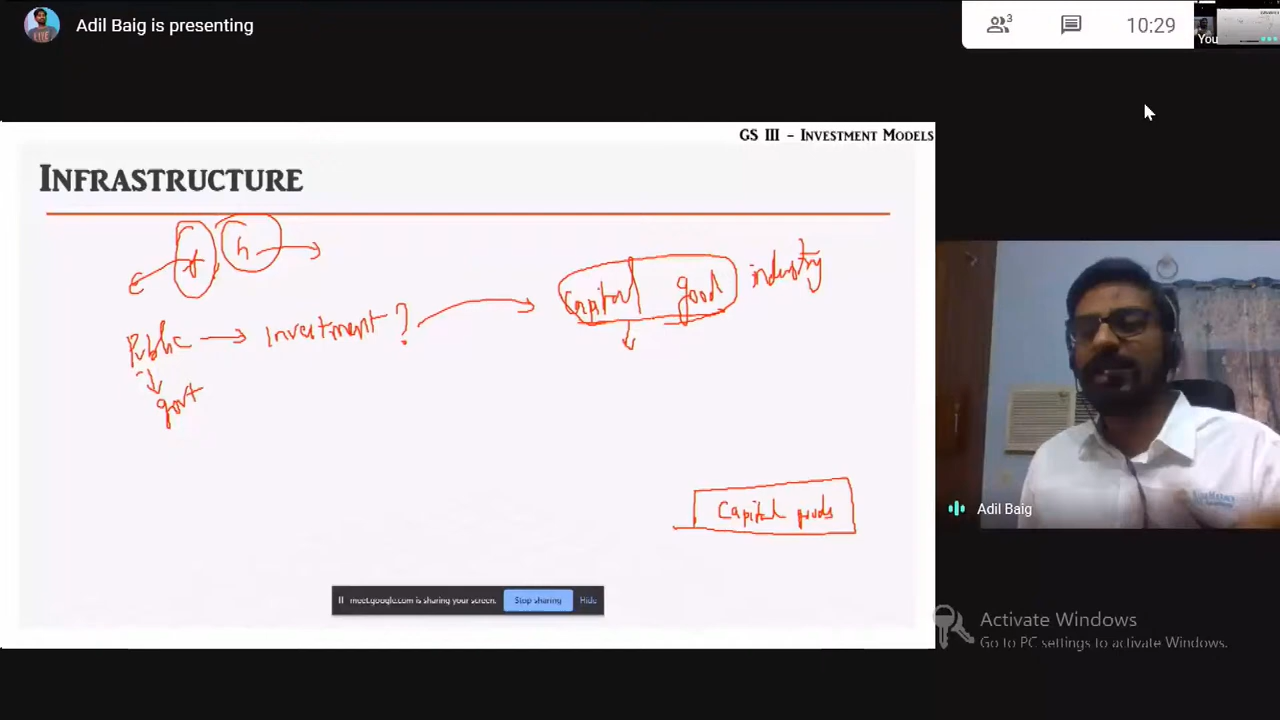 Adil Baig is presenting
3
10:29
You
GS III - INVESTMENT MODELS
INFRASTRUCTURE
h
Public → Investment ?
Capital good industry
govt
Capital goods
meet.google.com is sharing your screen. Stop sharing Hide
Adil Baig
Activate Windows
Go to PC settings to activate Windows.